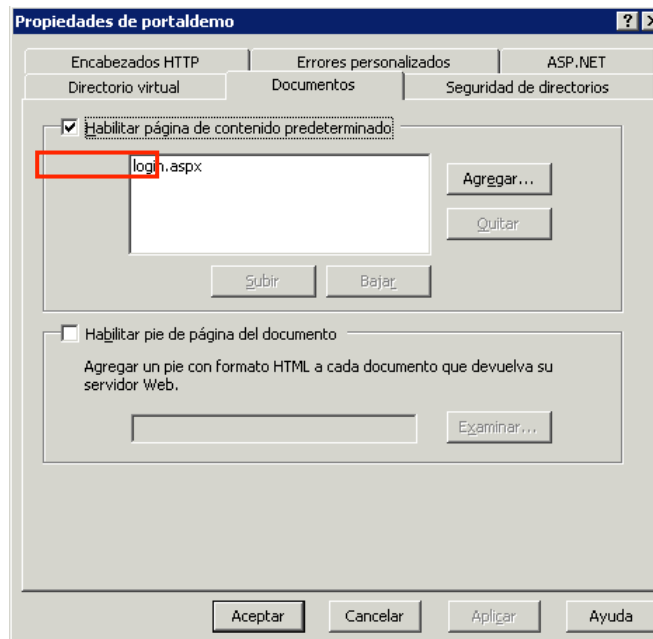 Propiedades de portaldemo
Encabezados HTTP Errores personalizados ASP.NET
Directorio virtual Documentos Seguridad de directorios
Habilitar página de contenido predeterminado
login.aspx
Agregar...
Quitar
Subir Bajar
Habilitar pie de página del documento
Agregar un pie con formato HTML a cada documento que devuelva su
servidor Web.
Examinar...
Aceptar Cancelar Aplicar Ayuda